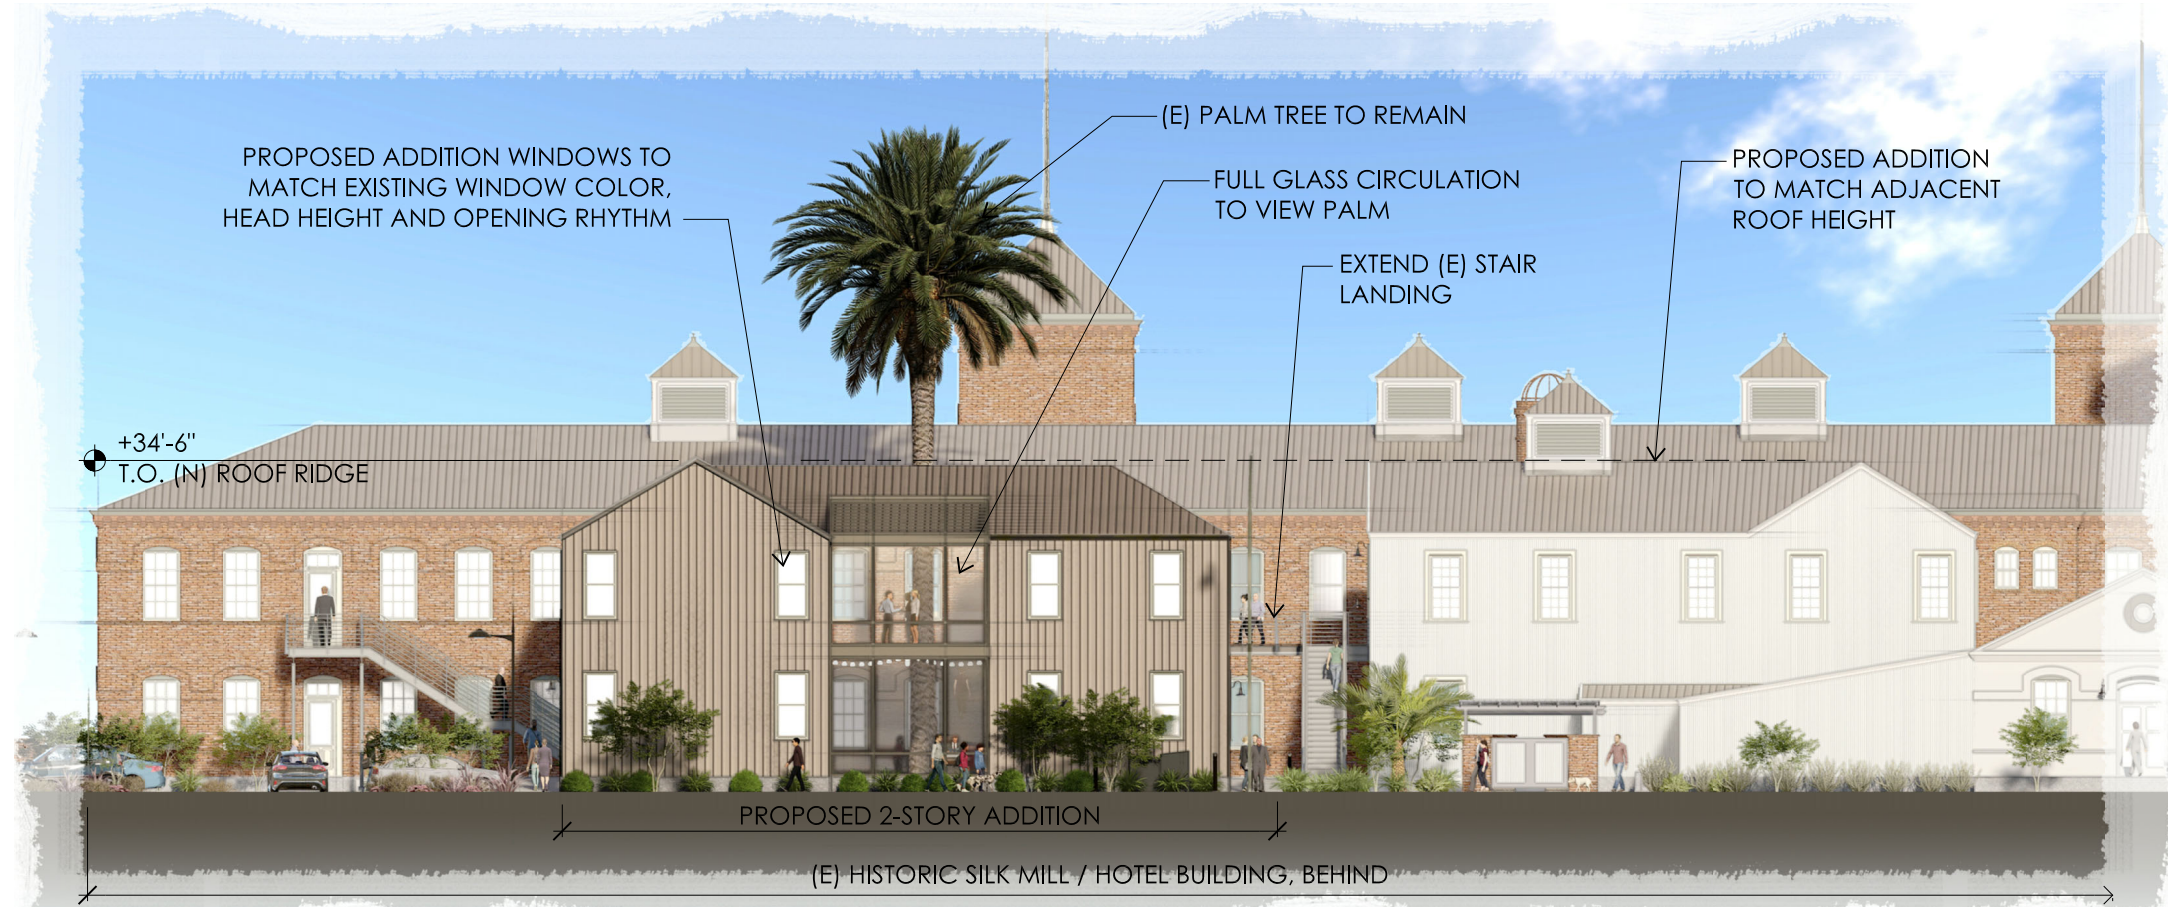 (E) PALM TREE TO REMAIN
PROPOSED ADDITION WINDOWS TO
MATCH EXISTING WINDOW COLOR,
HEAD HEIGHT AND OPENING RHYTHM
FULL GLASS CIRCULATION
TO VIEW PALM
PROPOSED ADDITION
TO MATCH ADJACENT
ROOF HEIGHT
EXTEND (E) STAIR
LANDING
+34'-6"
T.O. (N) ROOF RIDGE
PROPOSED 2-STORY ADDITION
(E) HISTORIC SILK MILL / HOTEL BUILDING, BEHIND